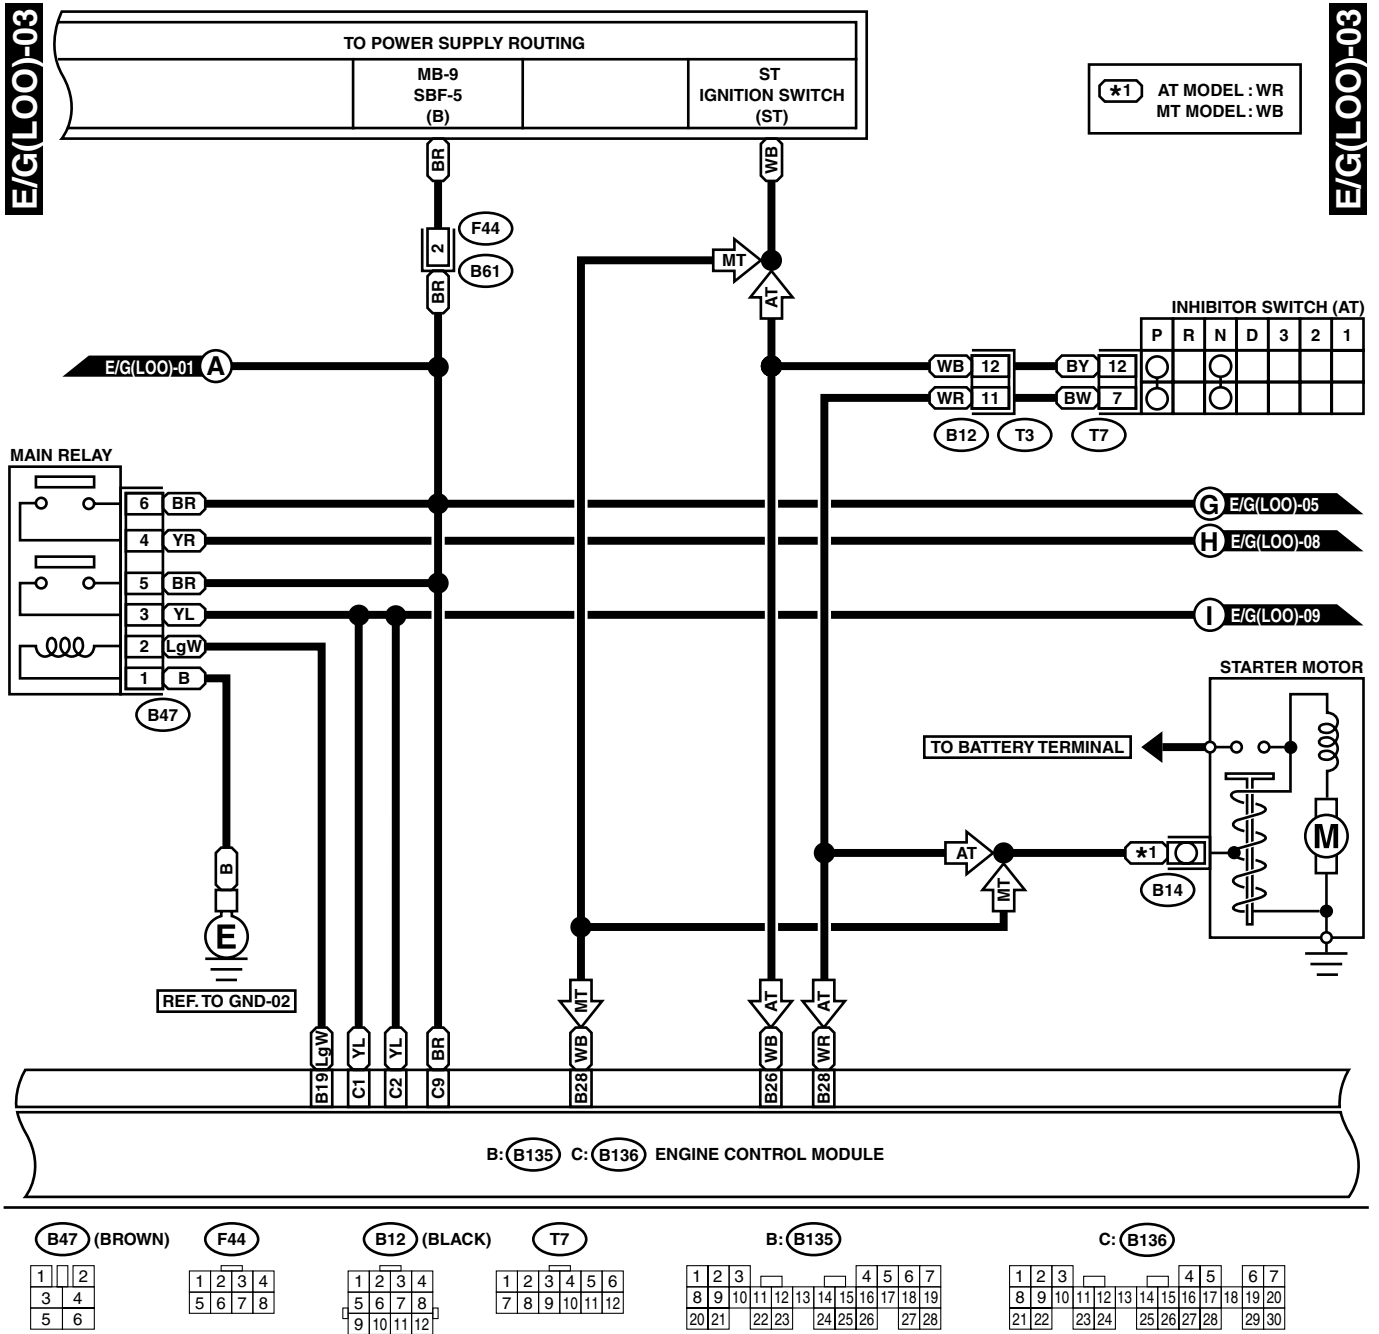 E/G(LOO)-03
E/G(LOO)-03
TO POWER SUPPLY ROUTING
MB-9
SBF-5
(B)
ST
IGNITION SWITCH
(ST)
*1 AT MODEL : WR
MT MODEL : WB
BR
WB
2
F44
B61
BR
MT
AT
INHIBITOR SWITCH (AT)
P R N D 3 2 1
E/G(LOO)-01 A
WB 12 BY 12
WR 11 BW 7
B12 T3 T7
MAIN RELAY
6 BR
G E/G(LOO)-05
4 YR
H E/G(LOO)-08
5 BR
3 YL
I E/G(LOO)-09
2 LgW
1 B
B47
STARTER MOTOR
TO BATTERY TERMINAL
M
AT
*1
MT
B14
B
E
REF. TO GND-02
MT AT AT
LgW YL YL BR WB WB WR
B19 C1 C2 C9 B28 B26 B28
B: B135 C: B136 ENGINE CONTROL MODULE
B47 (BROWN)
1 2
3 4
5 6
F44
1 2 3 4
5 6 7 8
B12 (BLACK)
1 2 3 4
5 6 7 8
9 10 11 12
T7
1 2 3 4 5 6
7 8 9 10 11 12
B: B135
1 2 3 4 5 6 7
8 9 10 11 12 13 14 15 16 17 18 19
20 21 22 23 24 25 26 27 28
C: B136
1 2 3 4 5 6 7
8 9 10 11 12 13 14 15 16 17 18 19 20
21 22 23 24 25 26 27 28 29 30